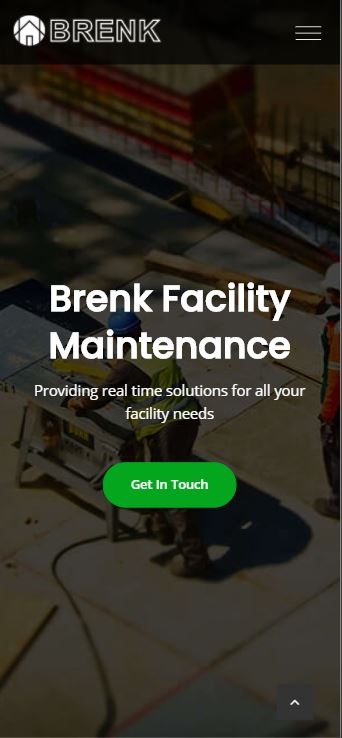 BRENK
Brenk Facility
Maintenance
Providing real time solutions for all your
facility needs
Get In Touch